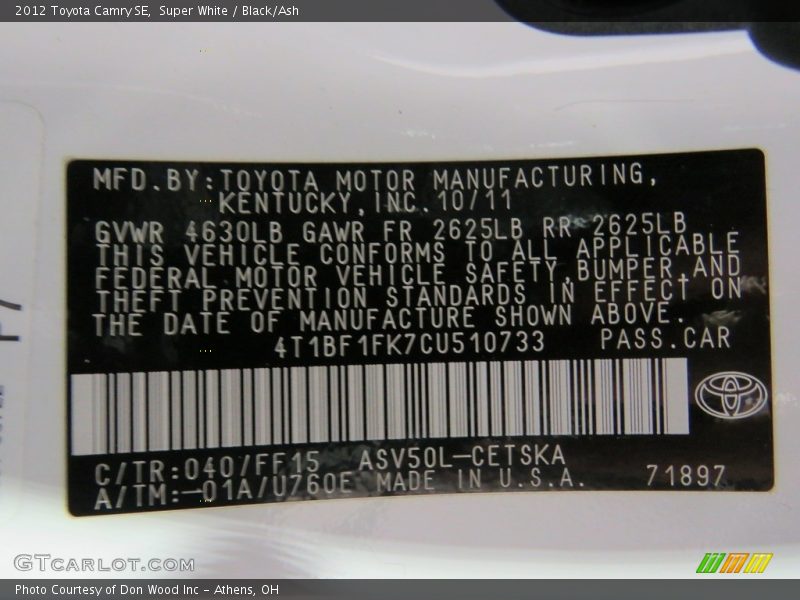 2012 Toyota Camry SE, Super White / Black/Ash
MFD.BY:TOYOTA MOTOR MANUFACTURING,
KENTUCKY,INC.10/11
GVWR 4630LB GAWR FR 2625LB RR 2625LB
THIS VEHICLE CONFORMS TO ALL APPLICABLE
FEDERAL MOTOR VEHICLE SAFETY,BUMPER,AND
THEFT PREVENTION STANDARDS IN EFFECT ON
THE DATE OF MANUFACTURE SHOWN ABOVE.
4T1BF1FK7CU510733 PASS.CAR
C/TR:040/FF15 ASV50L-CETSKA
A/TM:-01A/U760E MADE IN U.S.A. 71897
GTCARLOT.COM
Photo Courtesy of Don Wood Inc - Athens, OH